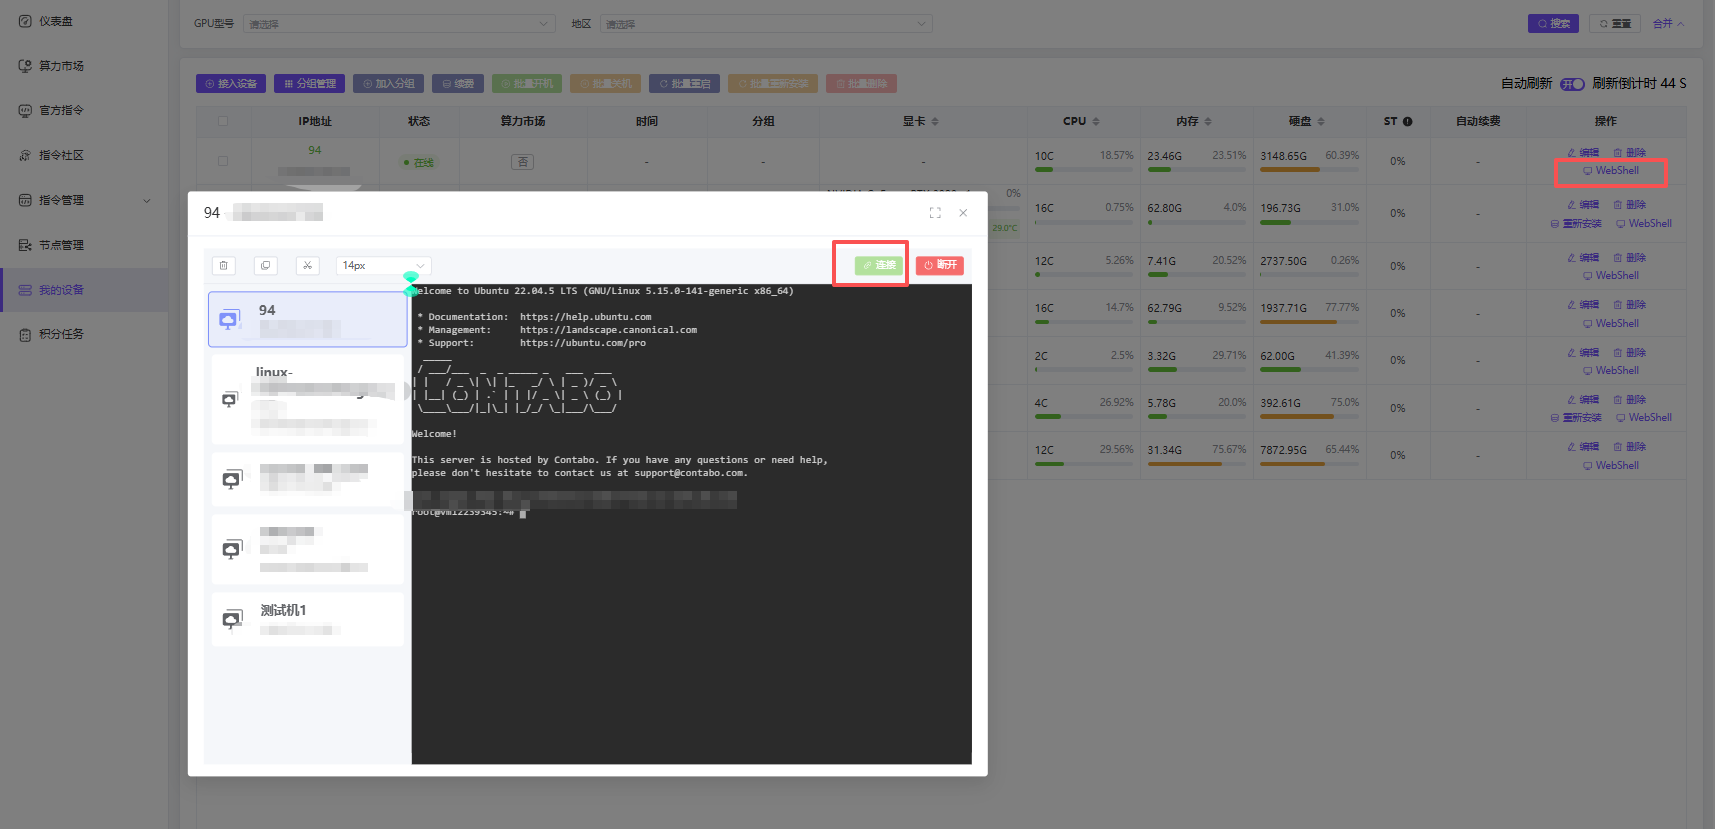 仪表盘
算力市场
官方指令
指令社区
指令管理
节点管理
我的设备
积分任务
GPU型号 请选择 地区 请选择 搜索 重置 合并
接入设备 分组管理 加入分组 续费 批量开机 批量关机 批量重启 批量重新安装 批量删除 自动刷新 开 刷新倒计时 44 S
IP地址 状态 算力市场 时间 分组 显卡 CPU 内存 硬盘 ST 自动续费 操作
94 在线 否 - - - 10C 18.57% 23.46G 23.51% 3148.65G 60.39% 0% - 编辑 删除
WebShell
0%
29.0°C
16C 0.75% 62.80G 4.0% 196.73G 31.0% 0% - 编辑 删除
重新安装 WebShell
12C 5.26% 7.41G 20.52% 2737.50G 0.26% 0% - 编辑 删除
WebShell
16C 14.7% 62.79G 9.52% 1937.71G 77.77% 0% - 编辑 删除
WebShell
2C 2.5% 3.32G 29.71% 62.00G 41.39% 0% - 编辑 删除
WebShell
4C 26.92% 5.78G 20.0% 392.61G 75.0% 0% - 编辑 删除
重新安装 WebShell
12C 29.56% 31.34G 75.67% 7872.95G 65.44% 0% - 编辑 删除
WebShell
94
14px 连接 断开
94
linux-
测试机1
Welcome to Ubuntu 22.04.5 LTS (GNU/Linux 5.15.0-141-generic x86_64)
* Documentation: https://help.ubuntu.com
* Management: https://landscape.canonical.com
* Support: https://ubuntu.com/pro
Welcome!
This server is hosted by Contabo. If you have any questions or need help,
please don't hesitate to contact us at support@contabo.com.
root@vmi2239345:~#